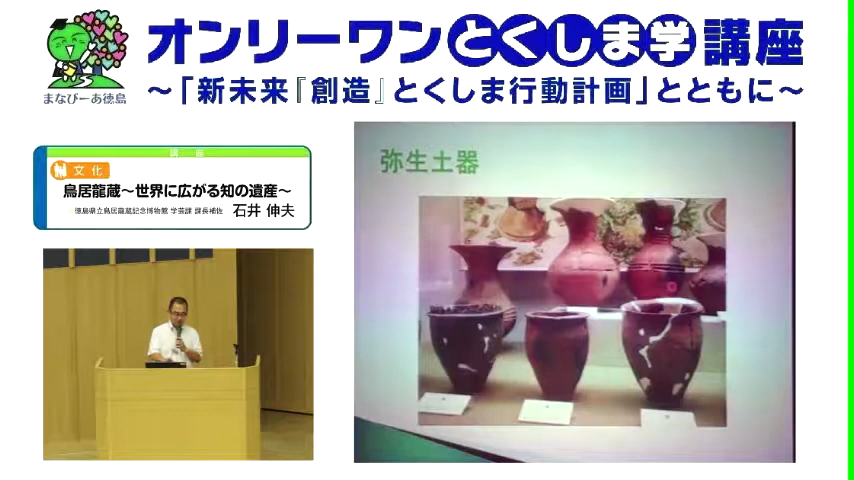 オンリーワンとくしま学講座
～「新未来『創造』とくしま行動計画」とともに～
まなびーあ徳島
講 座
文化
鳥居龍蔵～世界に広がる知の遺産～
徳島県立鳥居龍蔵記念博物館 学芸課 課長補佐 石井 伸夫
弥生土器